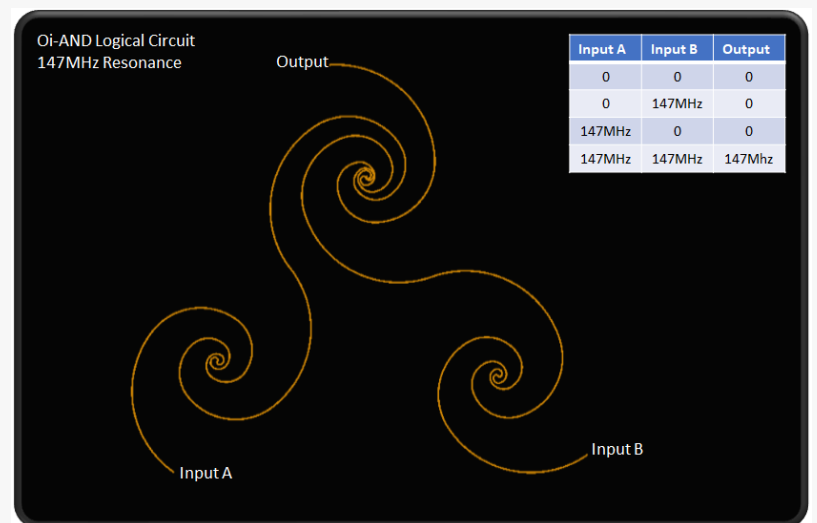 Oi-AND Logical Circuit
147MHz Resonance
Output
Input A Input B Output
0 0 0
0 147MHz 0
147MHz 0 0
147MHz 147MHz 147Mhz
Input B
Input A